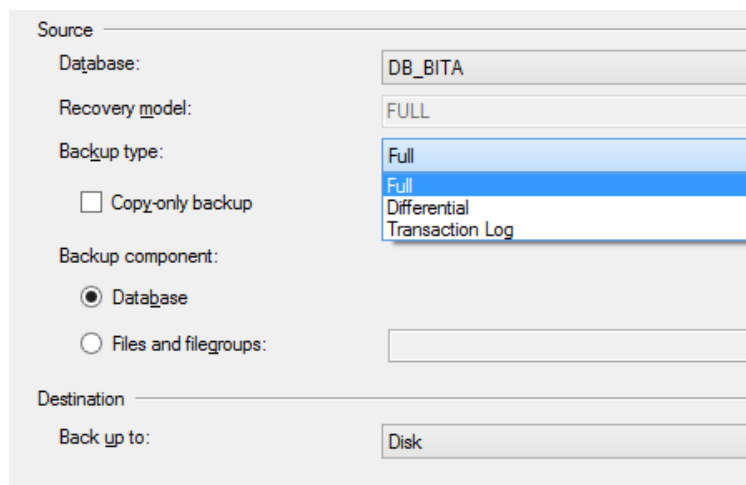 Source
Database: DB_BITA
Recovery model: FULL
Backup type: Full
Full
Differential
Transaction Log
Copy-only backup
Backup component:
Database
Files and filegroups:
Destination
Back up to: Disk